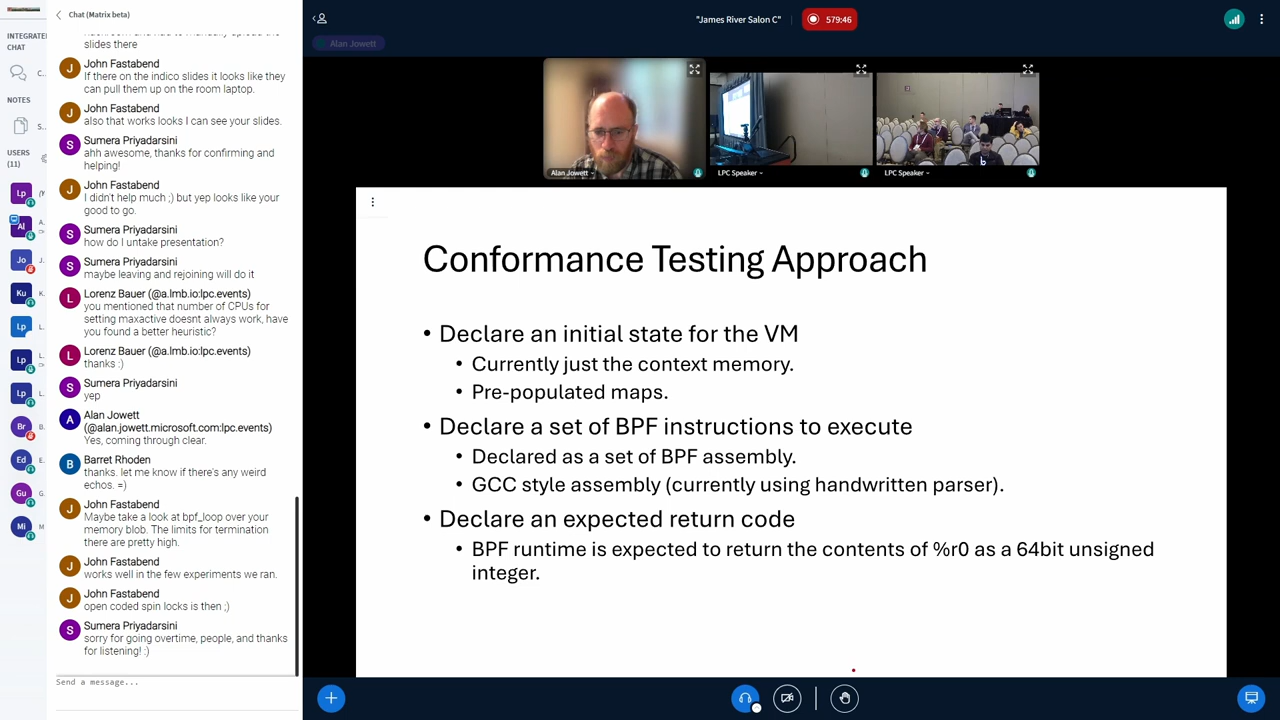 INTEGRATE
CHAT
C..
NOTES
S..
USERS
(11)
Lp
Al
A.
Jo
J.
Ku
K.
Lp
L.
Lp
L.
Lp
L.
Br
B.
Ed
E.
Gu
G.
Mi
M.
Chat (Matrix beta)
slides there
J
John Fastabend
If there on the indico slides it looks like they
can pull them up on the room laptop.
John Fastabend
also that works looks I can see your slides.
S
Sumera Priyadarsini
ahh awesome, thanks for confirming and
helping!
J
John Fastabend
I didn't help much ;) but yep looks like your
good to go.
S
Sumera Priyadarsini
how do I untake presentation?
S
Sumera Priyadarsini
maybe leaving and rejoining will do it
L
Lorenz Bauer (@a.lmb.io:lpc.events)
you mentioned that number of CPUs for
setting maxactive doesnt always work, have
you found a better heuristic?
L
Lorenz Bauer (@a.lmb.io:lpc.events)
thanks :)
S
Sumera Priyadarsini
yep
A
Alan Jowett
(@alan.jowett.microsoft.com:lpc.events)
Yes, coming through clear.
B
Barret Rhoden
thanks. let me know if there's any weird
echos. =)
J
John Fastabend
Maybe take a look at bpf_loop over your
memory blob. The limits for termination
there are pretty high.
J
John Fastabend
works well in the few experiments we ran.
J
John Fastabend
open coded spin locks is then ;)
S
Sumera Priyadarsini
sorry for going overtime, people, and thanks
for listening! :)
Send a message...
"James River Salon C"
579:46
Alan Jowett
Alan Jowett
LPC Speaker
LPC Speaker
Conformance Testing Approach
• Declare an initial state for the VM
• Currently just the context memory.
• Pre-populated maps.
• Declare a set of BPF instructions to execute
• Declared as a set of BPF assembly.
• GCC style assembly (currently using handwritten parser).
• Declare an expected return code
• BPF runtime is expected to return the contents of %r0 as a 64bit unsigned
integer.